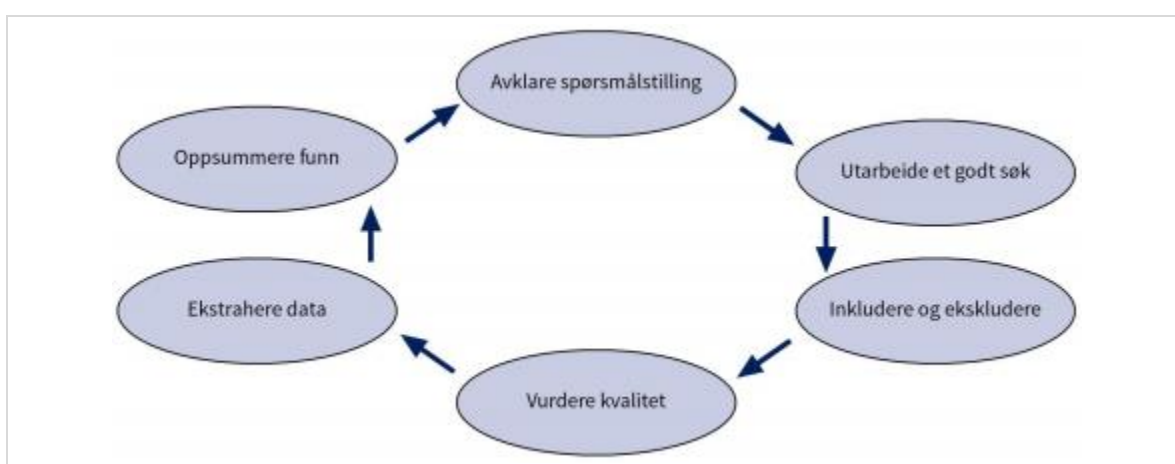 Avklare spørsmålstilling
Utarbeide et godt søk
Inkludere og ekskludere
Vurdere kvalitet
Ekstrahere data
Oppsummere funn